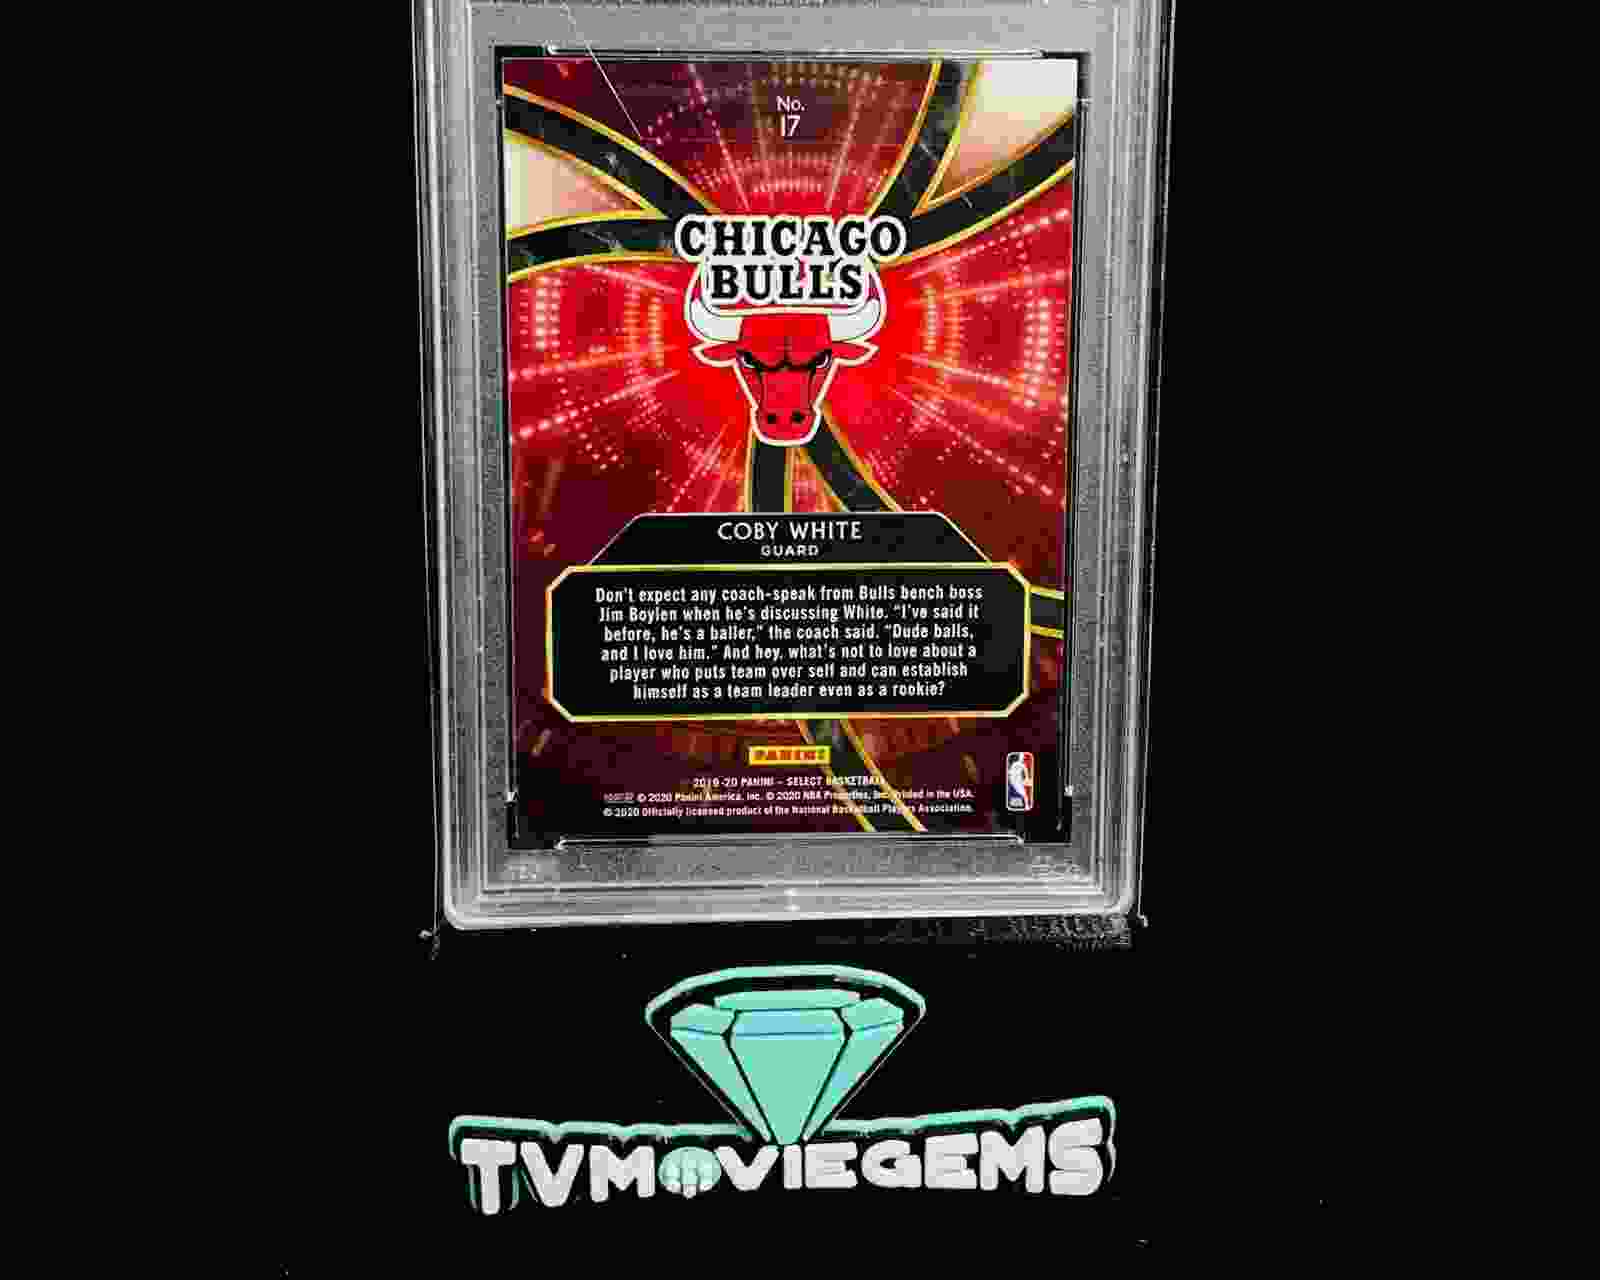 No.
17
CHICAGO
BULLS
COBY WHITE
GUARD
Don't expect any coach-speak from Bulls bench boss
Jim Boylen when he's discussing White. "I've said it
before, he's a baller," the coach said. "Dude balls,
and I love him." And hey, what's not to love about a
player who puts team over self and can establish
himself as a team leader even as a rookie?
PANINI
2019-20 PANINI – SELECT BASKETBALL
© 2020 Panini America, Inc. © 2020 NBA Properties, Inc. Printed in the USA.
© 2020 Officially licensed product of the National Basketball Players Association.
TVMOVIEGEMS